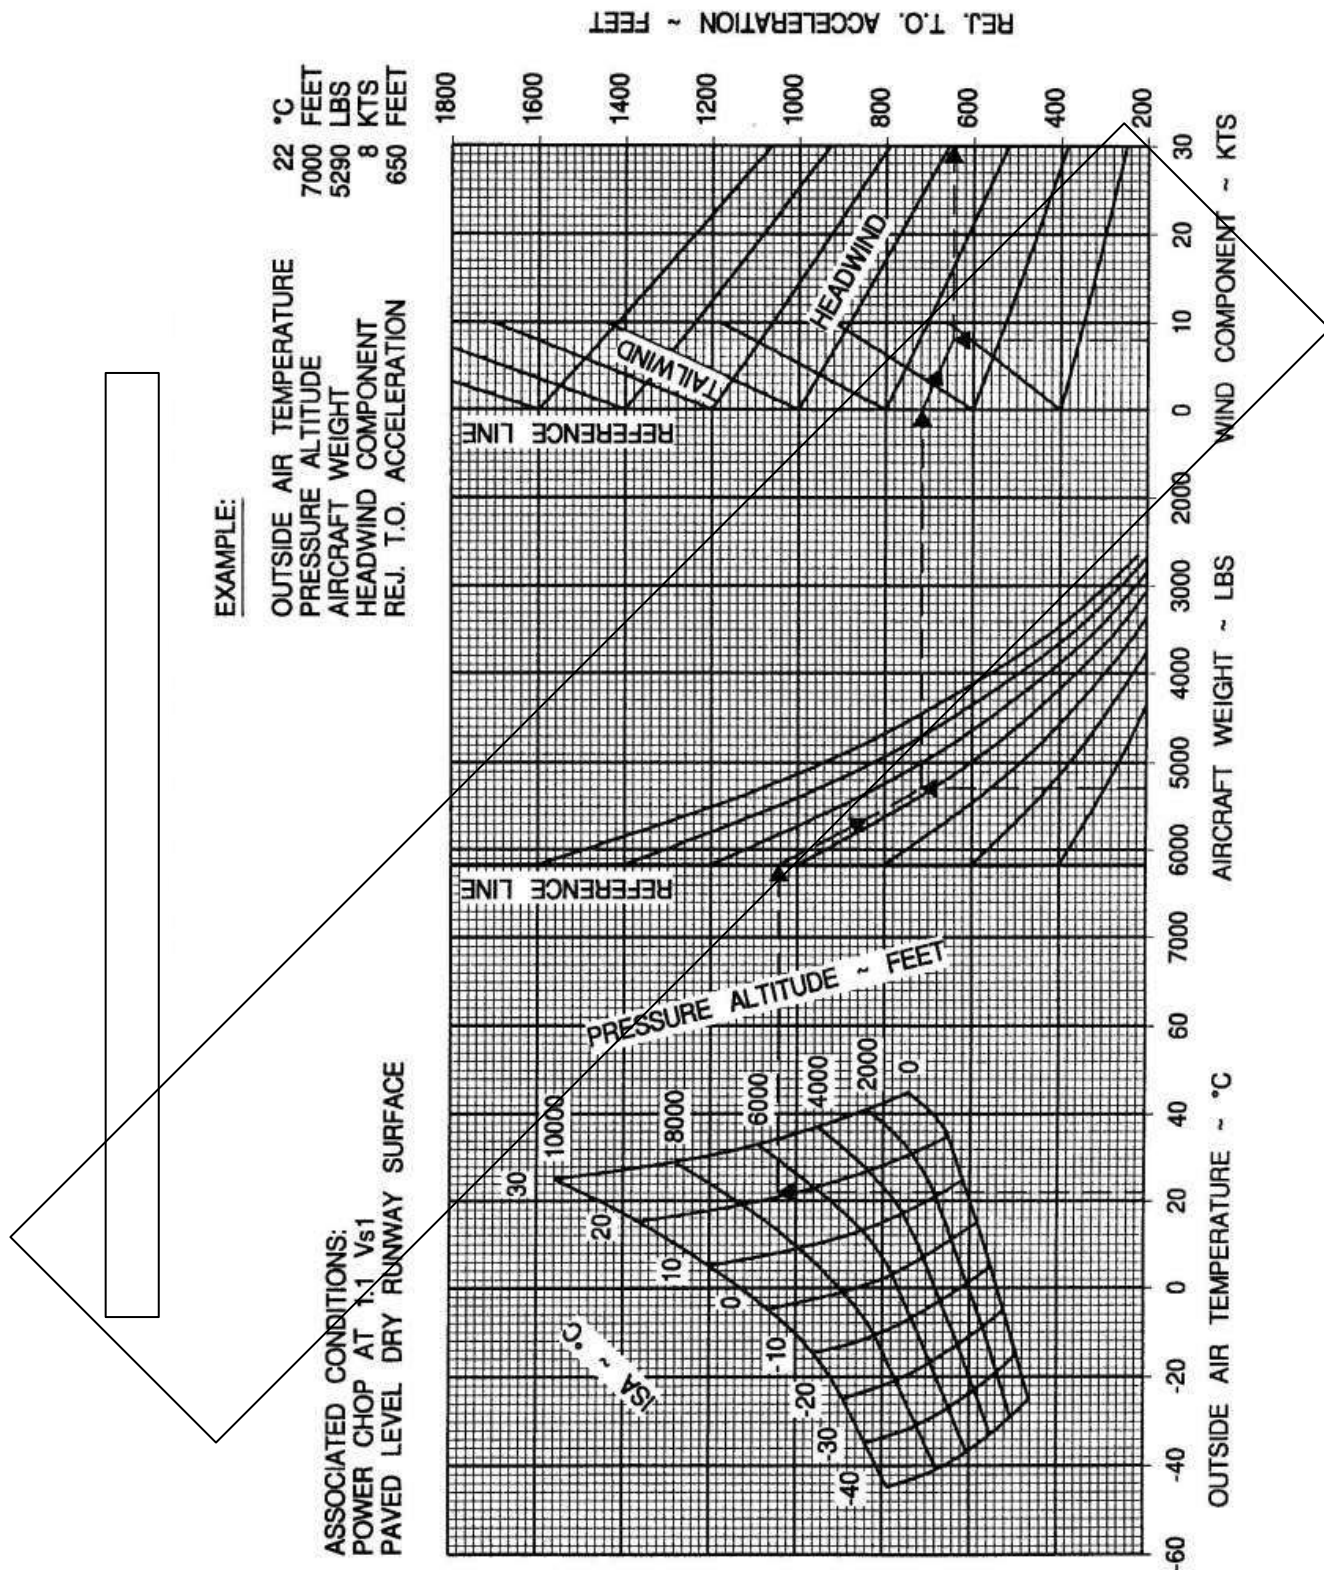 ASSOCIATED CONDITIONS:
POWER CHOP AT 1.1 Vs1
PAVED LEVEL DRY RUNWAY SURFACE
EXAMPLE:
OUTSIDE AIR TEMPERATURE 22 °C
PRESSURE ALTITUDE 7000 FEET
AIRCRAFT WEIGHT 5290 LBS
HEADWIND COMPONENT 8 KTS
REJ. T.O. ACCELERATION 650 FEET
ISA ~ °C
-40
-30
-20
-10
0
10
20
30
10000
8000
6000
4000
2000
0
PRESSURE ALTITUDE ~ FEET
REFERENCE LINE
REFERENCE LINE
TAILWIND
HEADWIND
1800
1600
1400
1200
1000
800
600
400
200
REJ. T.O. ACCELERATION ~ FEET
-60 -40 -20 0 20 40 60 7000 6000 5000 4000 3000 2000 0 10 20 30
OUTSIDE AIR TEMPERATURE ~ °C AIRCRAFT WEIGHT ~ LBS WIND COMPONENT ~ KTS